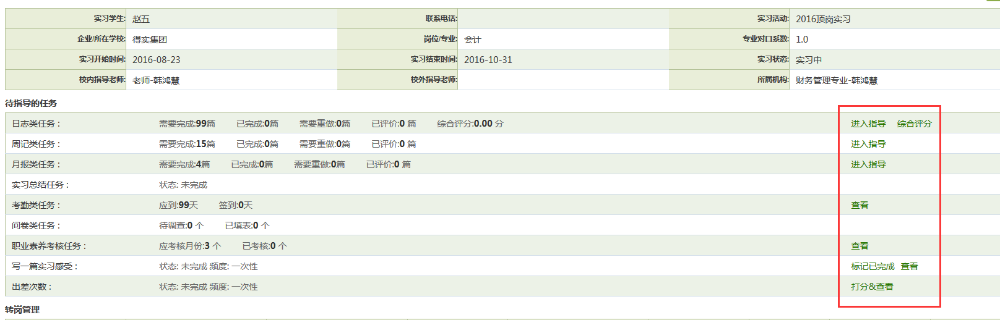 实习学生: 赵五 联系电话: 实习活动: 2016顶岗实习
企业/所在学校: 得实集团 岗位/专业: 会计 专业对口系数: 1.0
实习开始时间: 2016-08-23 实习结束时间: 2016-10-31 实习状态: 实习中
校内指导老师: 老师-韩鸿慧 校外指导老师: 所属机构: 财务管理专业-韩鸿慧
待指导的任务
日志类任务: 需要完成:99篇 已完成:0篇 需要重做:0篇 已评价:0 篇 综合评分:0.00 分 进入指导 综合评分
周记类任务: 需要完成:15篇 已完成:0篇 需要重做:0篇 已评价:0 篇 进入指导
月报类任务: 需要完成:4篇 已完成:0篇 需要重做:0篇 已评价:0 篇 进入指导
实习总结任务: 状态: 未完成
考勤类任务: 应到:99天 签到:0天 查看
问卷类任务: 待调查:0 个 已填表:0 个
职业素养考核任务: 应考核月份:3 个 已考核:0 个 查看
写一篇实习感受: 状态: 未完成 频度: 一次性 标记已完成 查看
出差次数: 状态: 未完成 频度: 一次性 打分&查看
转岗管理